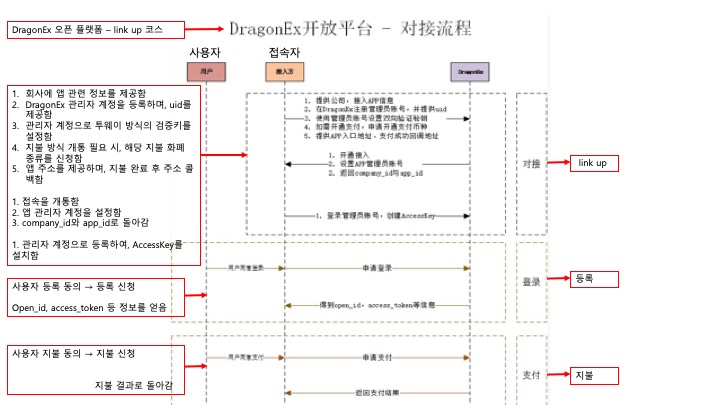 DragonEx 오픈 플랫폼 – link up 코스
DragonEx开放平台 - 对接流程
사용자
접속자
用户
接入方
DragonEx
1. 회사에 앱 관련 정보를 제공함
2. DragonEx 관리자 계정을 등록하며, uid를
제공함
3. 관리자 계정으로 투웨이 방식의 검증키를
설정함
4. 지불 방식 개통 필요 시, 해당 지불 화폐
종류를 신청함
5. 앱 주소를 제공하며, 지불 완료 후 주소 콜
백함
1. 접속을 개통함
2. 앱 관리자 계정을 설정함
3. company_id와 app_id로 돌아감
1. 관리자 계정으로 등록하여, AccessKey를
설치함
1. 提供公司，接入APP信息
2. 在DragonEx注册管理员账号，并提供uid
3. 使用管理员账号设置双向验证秘钥
4. 如需开通支付，申请开通支付币种
5. 提供APP入口地址、支付成功回调地址
1. 开通接入
2. 设置APP管理员账号
2. 返回company_id与app_id
1. 登录管理员账号，创建AccessKey
对接
link up
사용자 등록 동의 → 등록 신청
Open_id, access_token 등 정보를 얻음
用户同意登录
申请登录
得到open_id，access_token等信息
登录
등록
사용자 지불 동의 → 지불 신청
지불 결과로 돌아감
用户同意支付
申请支付
返回支付结果
支付
지불